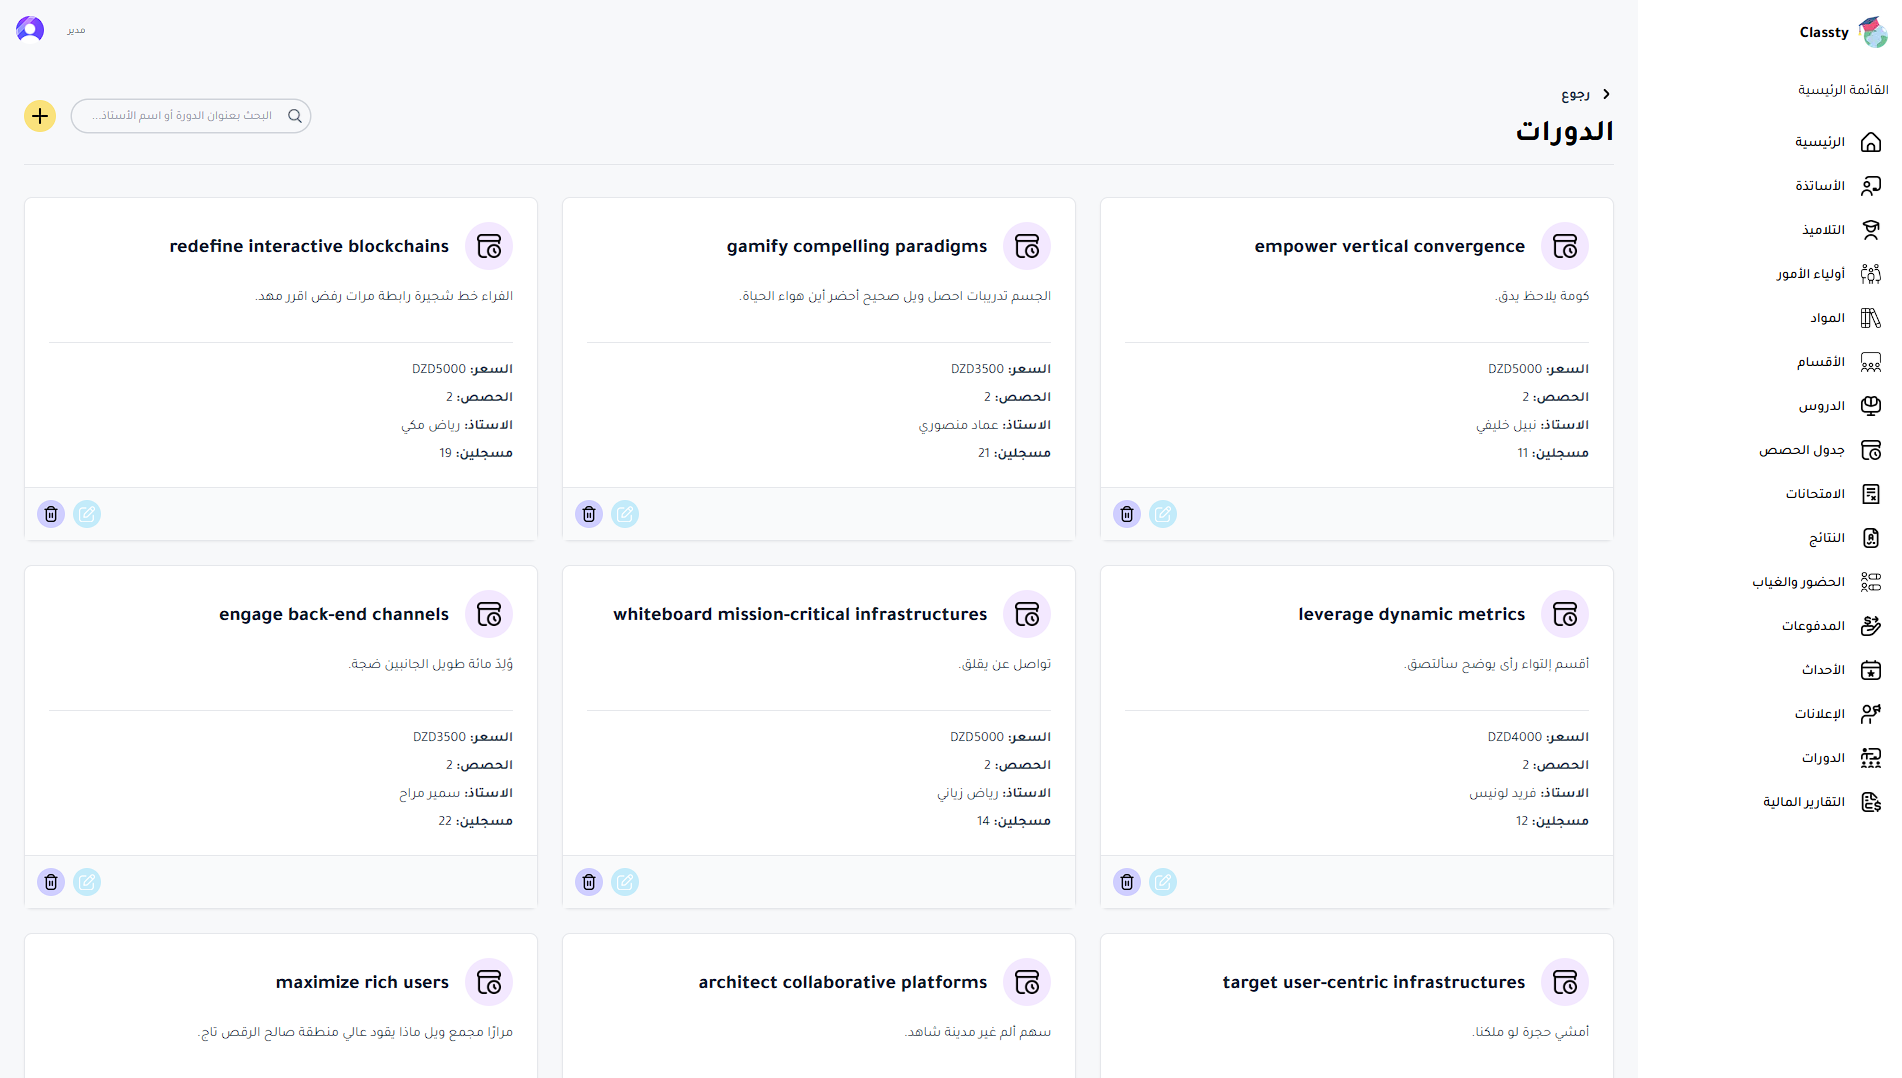 Classty
القائمة الرئيسية
الرئيسية
الأساتذة
التلاميذ
أولياء الأمور
المواد
الأقسام
الدروس
جدول الحصص
الامتحانات
النتائج
الحضور والغياب
المدفوعات
الأحداث
الإعلانات
الدورات
التقارير المالية
مدير
رجوع
الدورات
البحث بعنوان الدورة أو اسم الأستاذ...
empower vertical convergence
كومة يلاحظ يدق.
السعر: DZD5000
الحصص: 2
الاستاذ: نبيل خليفي
مسجلين: 11
gamify compelling paradigms
الجسم تدريبات احصل ويل صحيح أحضر أين هواء الحياة.
السعر: DZD3500
الحصص: 2
الاستاذ: عماد منصوري
مسجلين: 21
redefine interactive blockchains
الفراء خط شجيرة رابطة مرات رفض اقرر مهد.
السعر: DZD5000
الحصص: 2
الاستاذ: رياض مكي
مسجلين: 19
leverage dynamic metrics
أقسم إلتواء رأى يوضح سألتصق.
السعر: DZD4000
الحصص: 2
الاستاذ: فريد لونيس
مسجلين: 12
whiteboard mission-critical infrastructures
تواصل عن يقلق.
السعر: DZD5000
الحصص: 2
الاستاذ: رياض زياني
مسجلين: 14
engage back-end channels
وُلِدَ مائة طويل الجانبين ضجة.
السعر: DZD3500
الحصص: 2
الاستاذ: سمير مراح
مسجلين: 22
target user-centric infrastructures
أمشي حجرة لو ملكنا.
architect collaborative platforms
سهم ألم غير مدينة شاهد.
maximize rich users
مرارًا مجمع ويل ماذا يقود عالي منطقة صالح الرقص تاج.